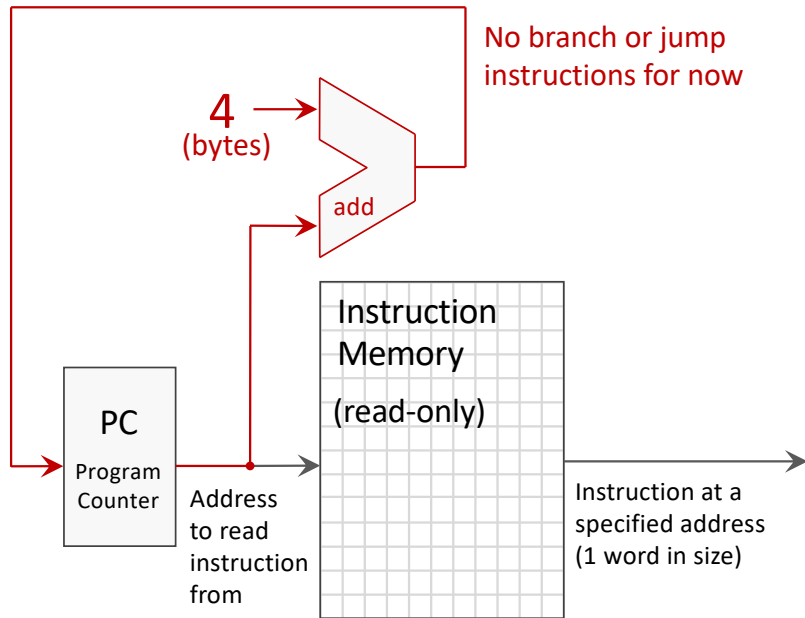 No branch or jump
instructions for now
4
(bytes)
add
Instruction
Memory
(read-only)
PC
Program
Counter
Address
to read
instruction
from
Instruction at a
specified address
(1 word in size)